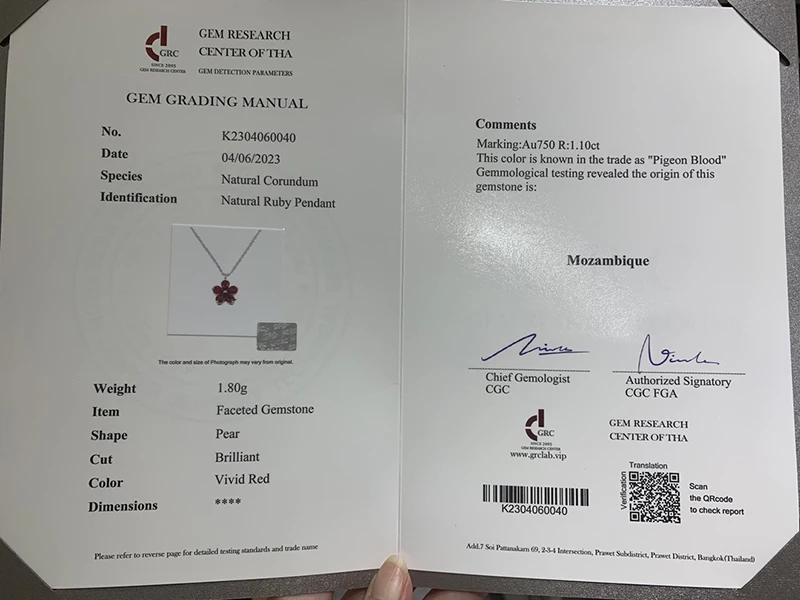 GRC
SINCE 2005
GEM RESEARCH CENTER
GEM RESEARCH
CENTER OF THA
GEM DETECTION PARAMETERS
GEM GRADING MANUAL
No. K2304060040
Date 04/06/2023
Species Natural Corundum
Identification Natural Ruby Pendant
The color and size of Photograph may vary from original.
Weight 1.80g
Item Faceted Gemstone
Shape Pear
Cut Brilliant
Color Vivid Red
Dimensions ****
Please refer to reverse page for detailed testing standards and trade name
Comments
Marking:Au750 R:1.10ct
This color is known in the trade as "Pigeon Blood"
Gemmological testing revealed the origin of this
gemstone is:
Mozambique
Chief Gemologist
CGC
Authorized Signatory
CGC FGA
GRC
SINCE 2005
GEM RESEARCH CENTER
www.grclab.vip
GEM RESEARCH
CENTER OF THA
K2304060040
Translation
Verification
Scan
the QRcode
to check report
Add.7 Soi Pattanakarn 69, 2-3-4 Intersection, Prawet Subdistrict, Prawet District, Bangkok(Thailand)